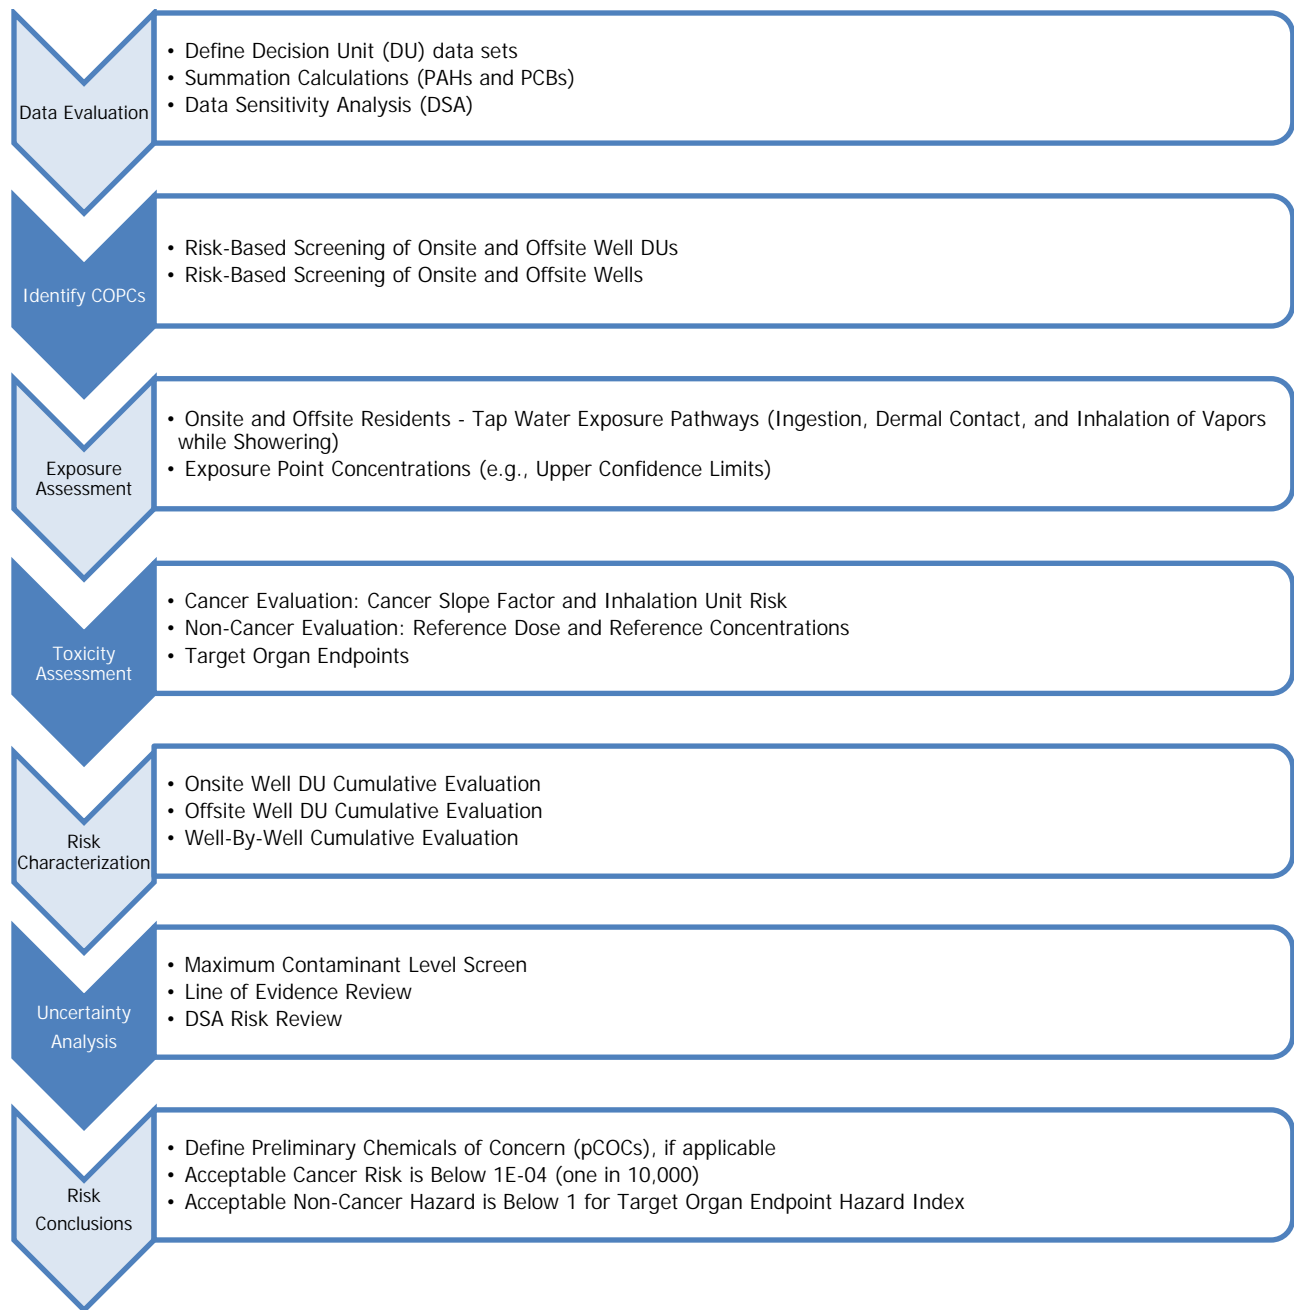 Data Evaluation
• Define Decision Unit (DU) data sets
• Summation Calculations (PAHs and PCBs)
• Data Sensitivity Analysis (DSA)
Identify COPCs
• Risk-Based Screening of Onsite and Offsite Well DUs
• Risk-Based Screening of Onsite and Offsite Wells
Exposure
Assessment
• Onsite and Offsite Residents - Tap Water Exposure Pathways (Ingestion, Dermal Contact, and Inhalation of Vapors
while Showering)
• Exposure Point Concentrations (e.g., Upper Confidence Limits)
Toxicity
Assessment
• Cancer Evaluation: Cancer Slope Factor and Inhalation Unit Risk
• Non-Cancer Evaluation: Reference Dose and Reference Concentrations
• Target Organ Endpoints
Risk
Characterization
• Onsite Well DU Cumulative Evaluation
• Offsite Well DU Cumulative Evaluation
• Well-By-Well Cumulative Evaluation
Uncertainty
Analysis
• Maximum Contaminant Level Screen
• Line of Evidence Review
• DSA Risk Review
Risk
Conclusions
• Define Preliminary Chemicals of Concern (pCOCs), if applicable
• Acceptable Cancer Risk is Below 1E-04 (one in 10,000)
• Acceptable Non-Cancer Hazard is Below 1 for Target Organ Endpoint Hazard Index